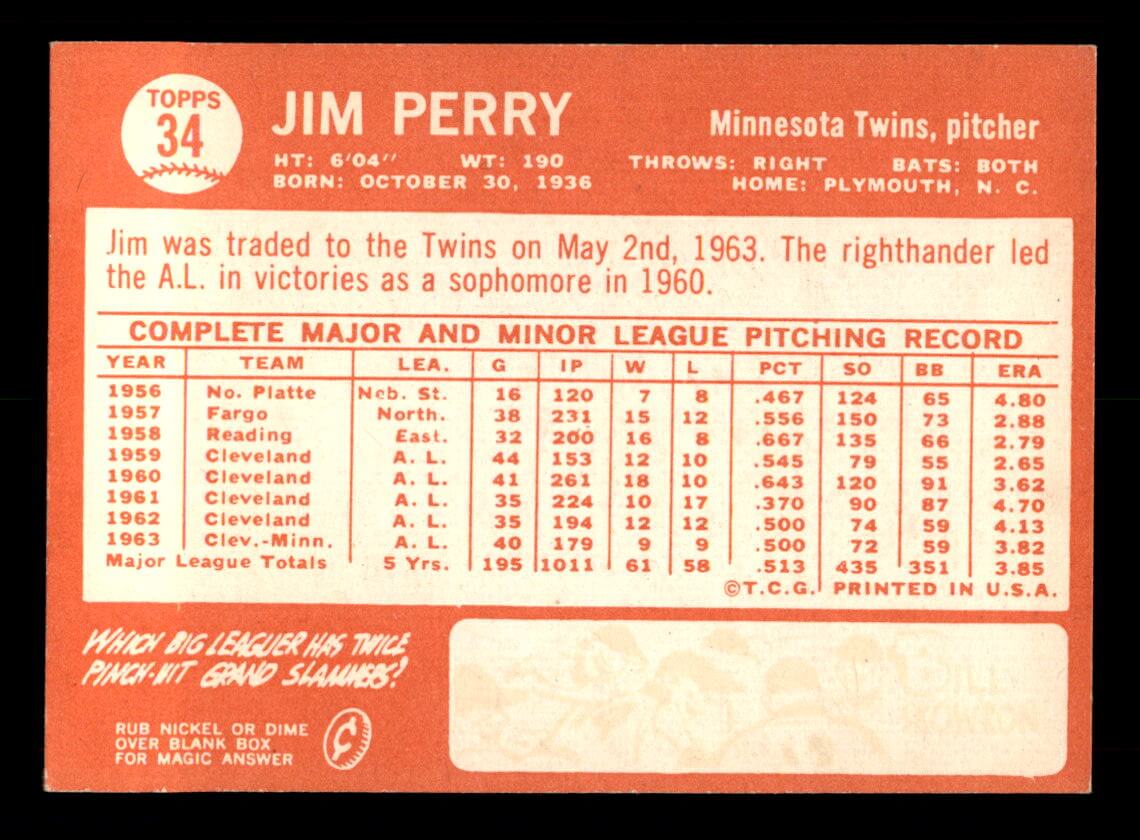 TOPPS
34
JIM PERRY
Minnesota Twins, pitcher
HT: 6'04" WT: 190 THROWS: RIGHT BATS: BOTH
BORN: OCTOBER 30, 1936 HOME: PLYMOUTH, N. C.
Jim was traded to the Twins on May 2nd, 1963. The righthander led
the A.L. in victories as a sophomore in 1960.
COMPLETE MAJOR AND MINOR LEAGUE PITCHING RECORD
YEAR TEAM LEA. G IP W L PCT SO BB ERA
1956 No. Platte Neb. St. 16 120 7 8 .467 124 65 4.80
1957 Fargo North. 38 231 15 12 .556 150 73 2.88
1958 Reading East. 32 200 16 8 .667 135 66 2.79
1959 Cleveland A. L. 44 153 12 10 .545 79 55 2.65
1960 Cleveland A. L. 41 261 18 10 .643 120 91 3.62
1961 Cleveland A. L. 35 224 10 17 .370 90 87 4.70
1962 Cleveland A. L. 35 194 12 12 .500 74 59 4.13
1963 Clev.-Minn. A. L. 40 179 9 9 .500 72 59 3.82
Major League Totals 5 Yrs. 195 1011 61 58 .513 435 351 3.85
©T.C.G. PRINTED IN U.S.A.
WHICH BIG LEAGUER HAS TWICE
PINCH-HIT GRAND SLAMMERS?
RUB NICKEL OR DIME
OVER BLANK BOX
FOR MAGIC ANSWER
¢